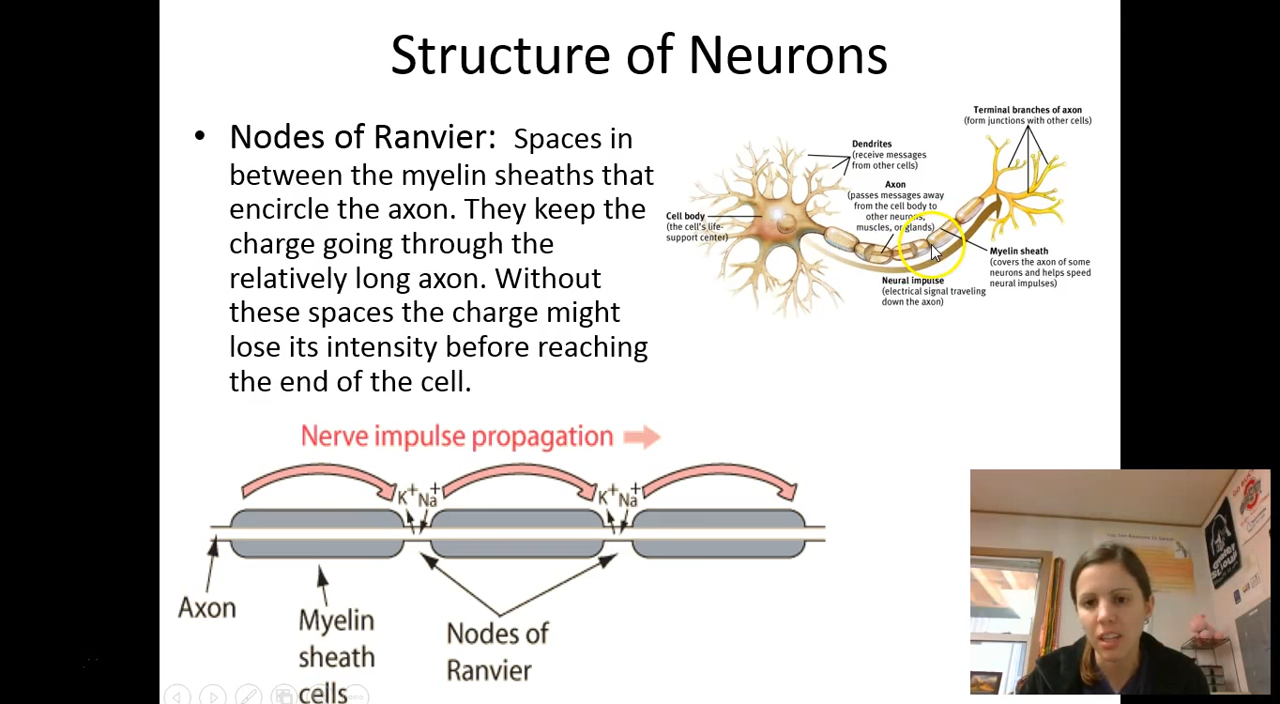 Structure of Neurons
• Nodes of Ranvier: Spaces in
between the myelin sheaths that
encircle the axon. They keep the
charge going through the
relatively long axon. Without
these spaces the charge might
lose its intensity before reaching
the end of the cell.
Terminal branches of axon
(form junctions with other cells)
Dendrites
(receive messages
from other cells)
Axon
(passes messages away
from the cell body to
other neurons,
muscles, or glands)
Cell body
(the cell's life-
support center)
Myelin sheath
(covers the axon of some
neurons and helps speed
neural impulses)
Neural impulse
(electrical signal traveling
down the axon)
Nerve impulse propagation
K+ Na+
K+ Na+
Axon
Myelin
sheath
cells
Nodes of
Ranvier